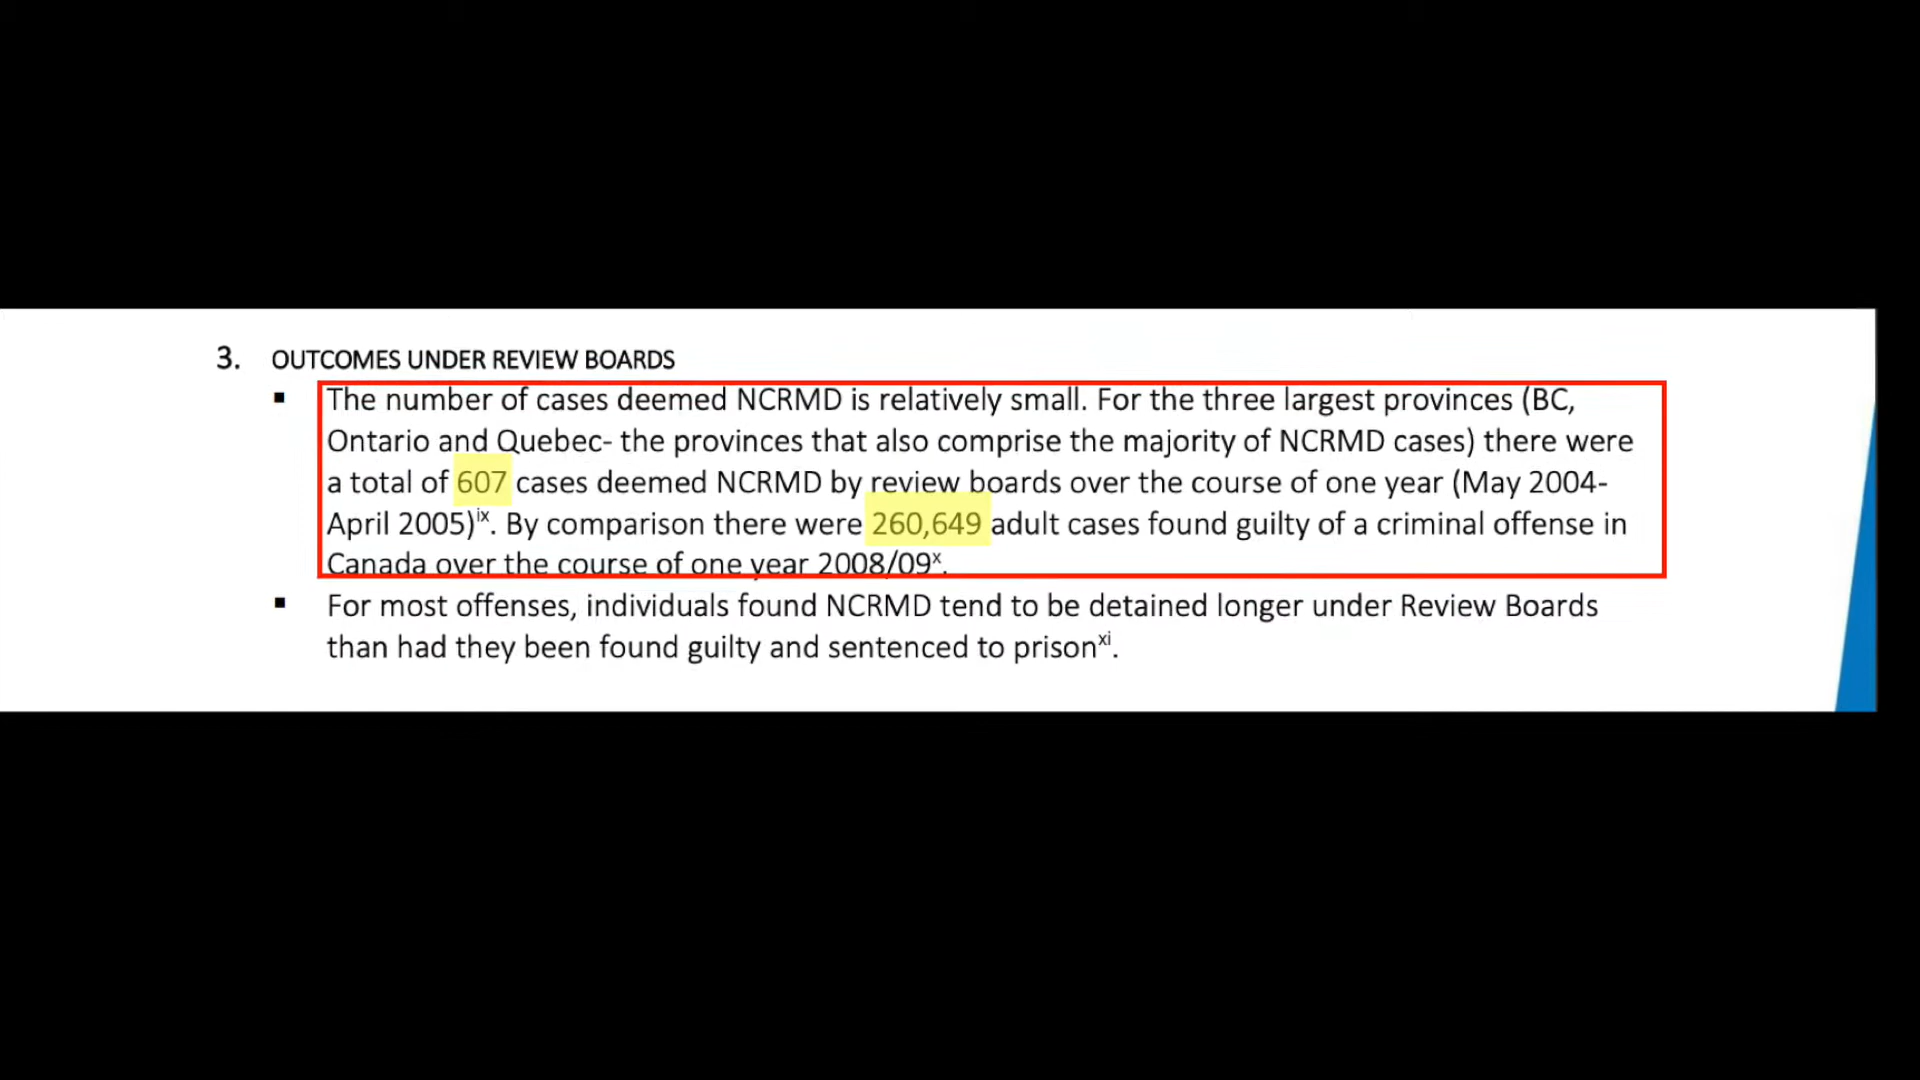 3. OUTCOMES UNDER REVIEW BOARDS
▪ The number of cases deemed NCRMD is relatively small. For the three largest provinces (BC,
Ontario and Quebec- the provinces that also comprise the majority of NCRMD cases) there were
a total of 607 cases deemed NCRMD by review boards over the course of one year (May 2004-
April 2005)ix. By comparison there were 260,649 adult cases found guilty of a criminal offense in
Canada over the course of one year 2008/09x.
▪ For most offenses, individuals found NCRMD tend to be detained longer under Review Boards
than had they been found guilty and sentenced to prisonxi.